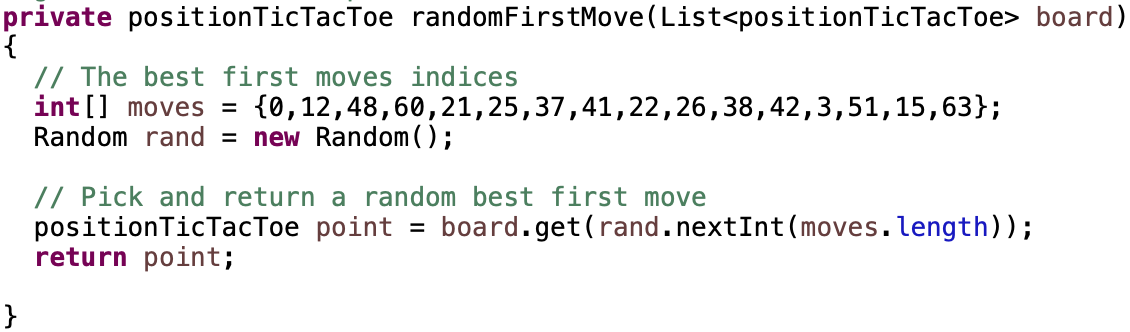 private positionTicTacToe randomFirstMove(List<positionTicTacToe> board)
{
// The best first moves indices
int[] moves = {0,12,48,60,21,25,37,41,22,26,38,42,3,51,15,63};
Random rand = new Random();
// Pick and return a random best first move
positionTicTacToe point = board.get(rand.nextInt(moves.length));
return point;
}